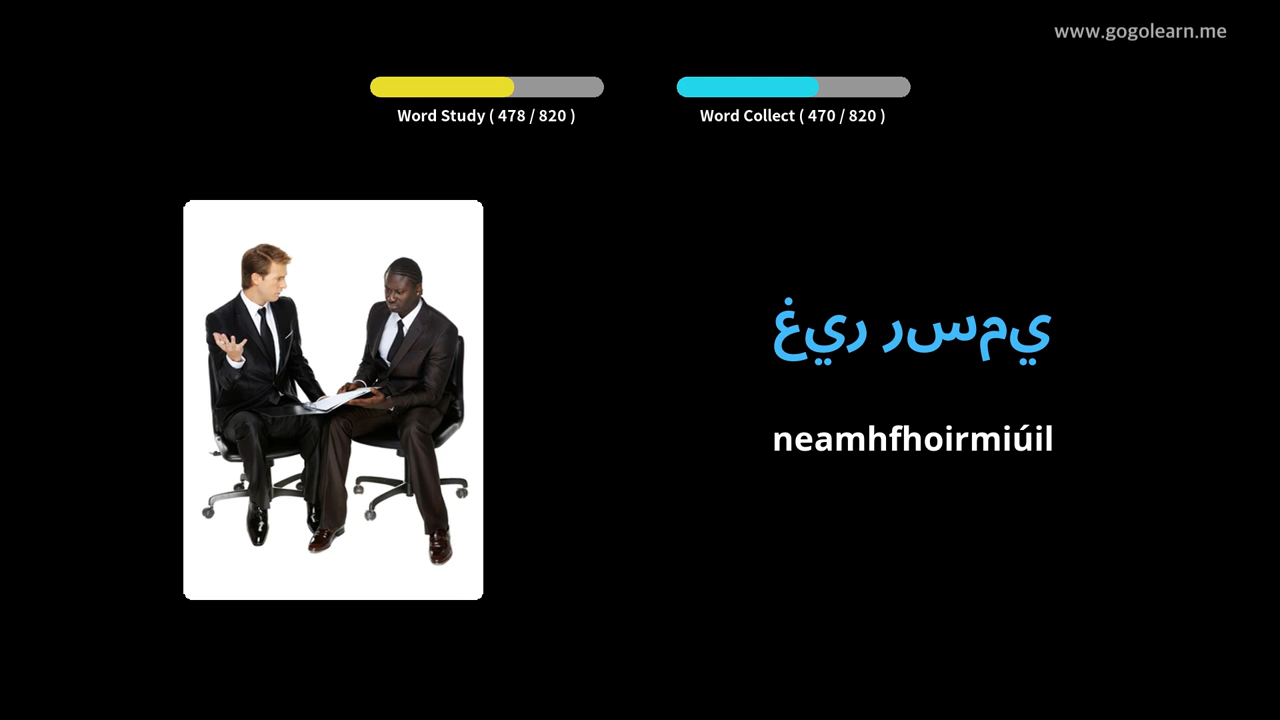 www.gogolearn.me
Word Study ( 478 / 820 )
Word Collect ( 470 / 820 )
غير رسمي
neamhfhoirmiúil